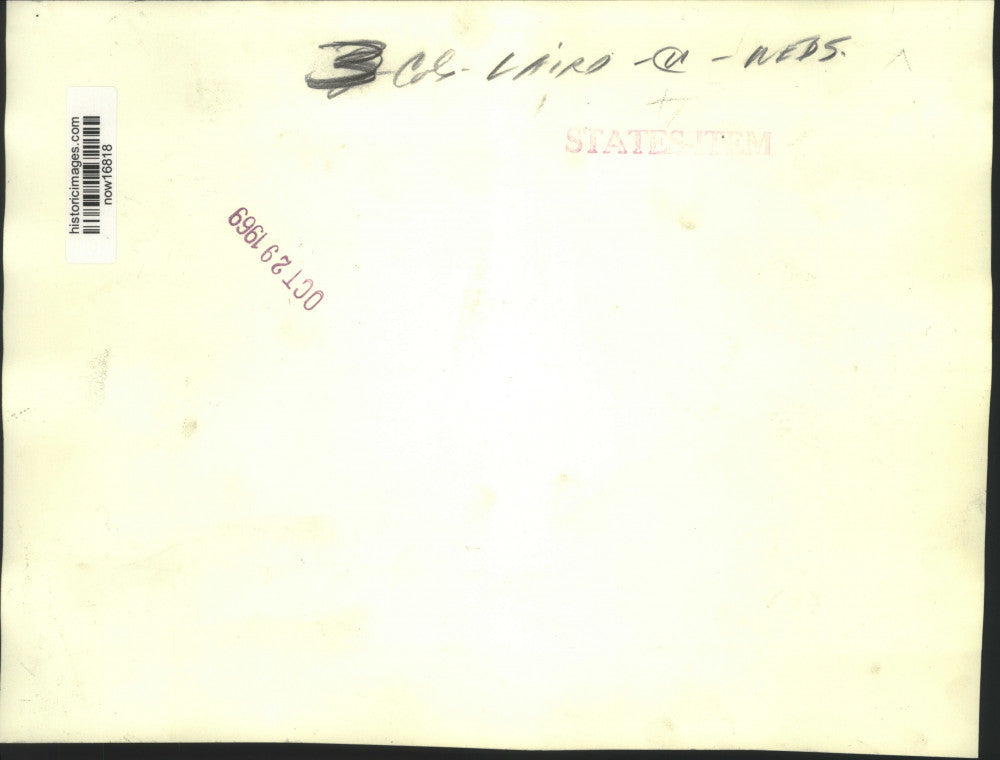 3 Col - LAIRD - C - WEDS.
STATES-ITEM
historicimages.com
now16818
OCT 29 1969